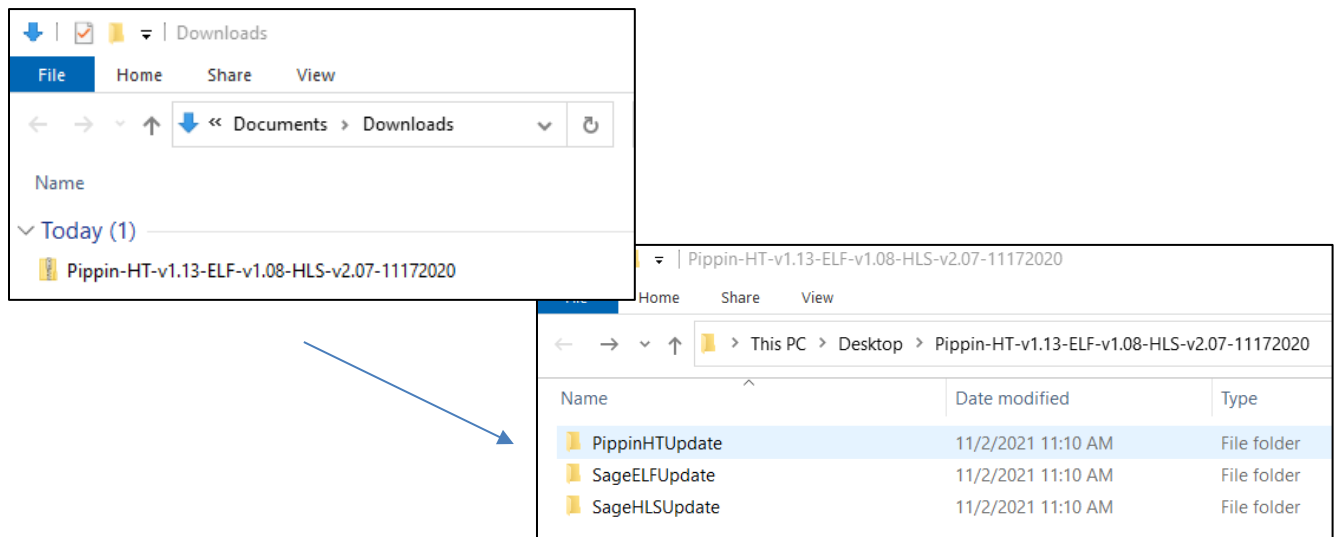 Downloads
File Home Share View
« Documents > Downloads
Name
Today (1)
Pippin-HT-v1.13-ELF-v1.08-HLS-v2.07-11172020
Pippin-HT-v1.13-ELF-v1.08-HLS-v2.07-11172020
File Home Share View
> This PC > Desktop > Pippin-HT-v1.13-ELF-v1.08-HLS-v2.07-11172020
Name Date modified Type
PippinHTUpdate 11/2/2021 11:10 AM File folder
SageELFUpdate 11/2/2021 11:10 AM File folder
SageHLSUpdate 11/2/2021 11:10 AM File folder